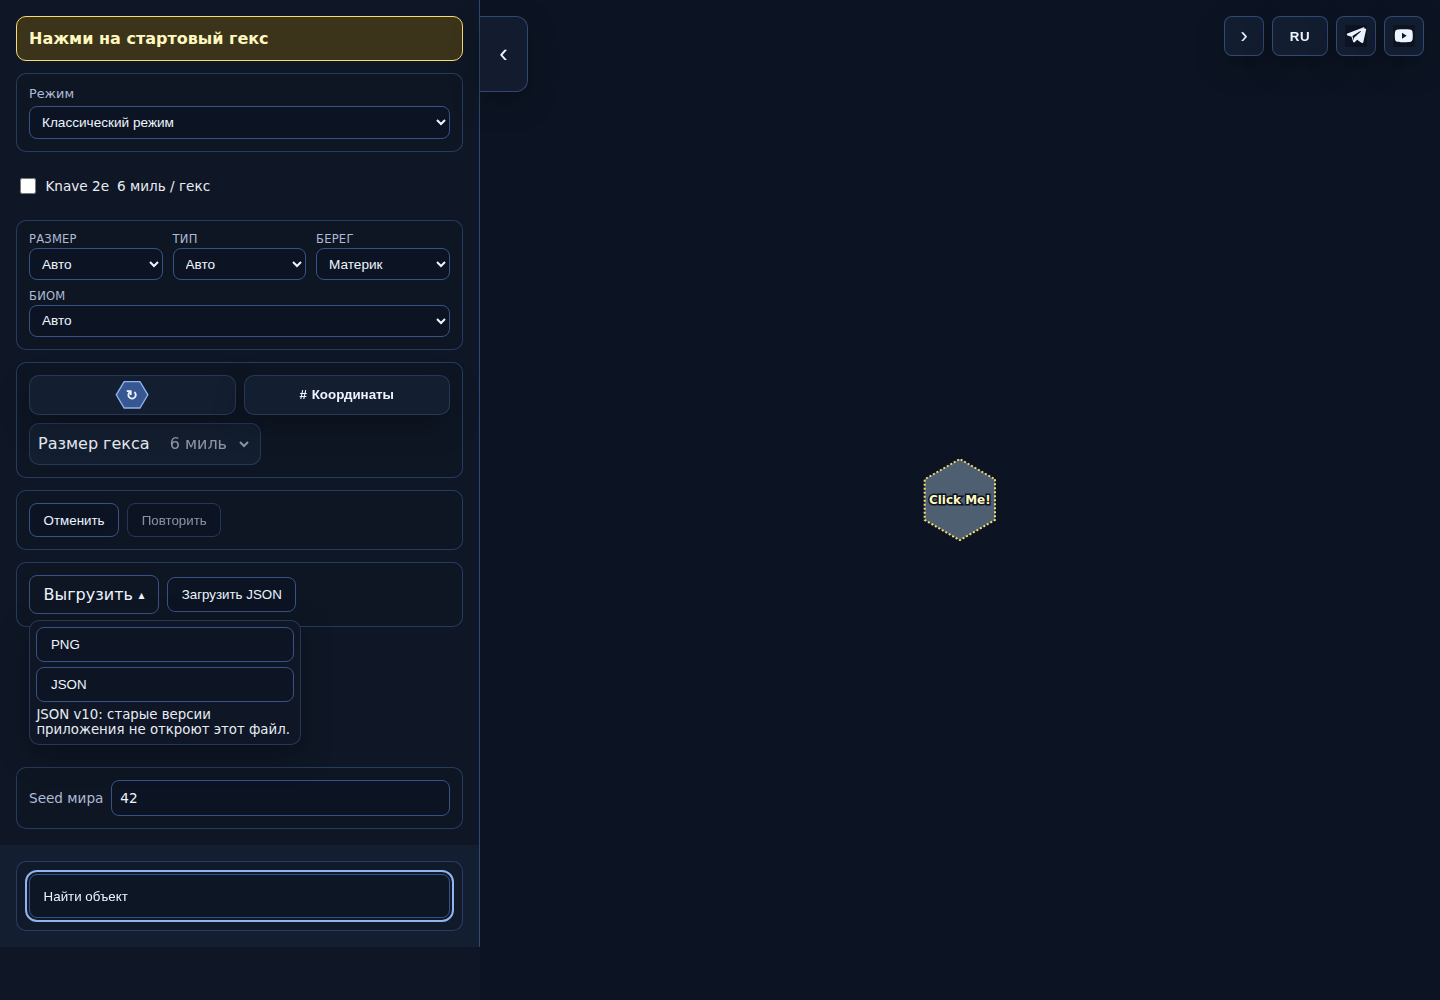 Нажми на стартовый гекс
‹
›
RU
Режим
Классический режим
Knave 2e 6 миль / гекс
РАЗМЕР
ТИП
БЕРЕГ
Авто
Авто
Материк
БИОМ
Авто
↻
# Координаты
Размер гекса 6 миль
Click Me!
Отменить
Повторить
Выгрузить ▴
Загрузить JSON
PNG
JSON
JSON v10: старые версии
приложения не откроют этот файл.
Seed мира 42
Найти объект